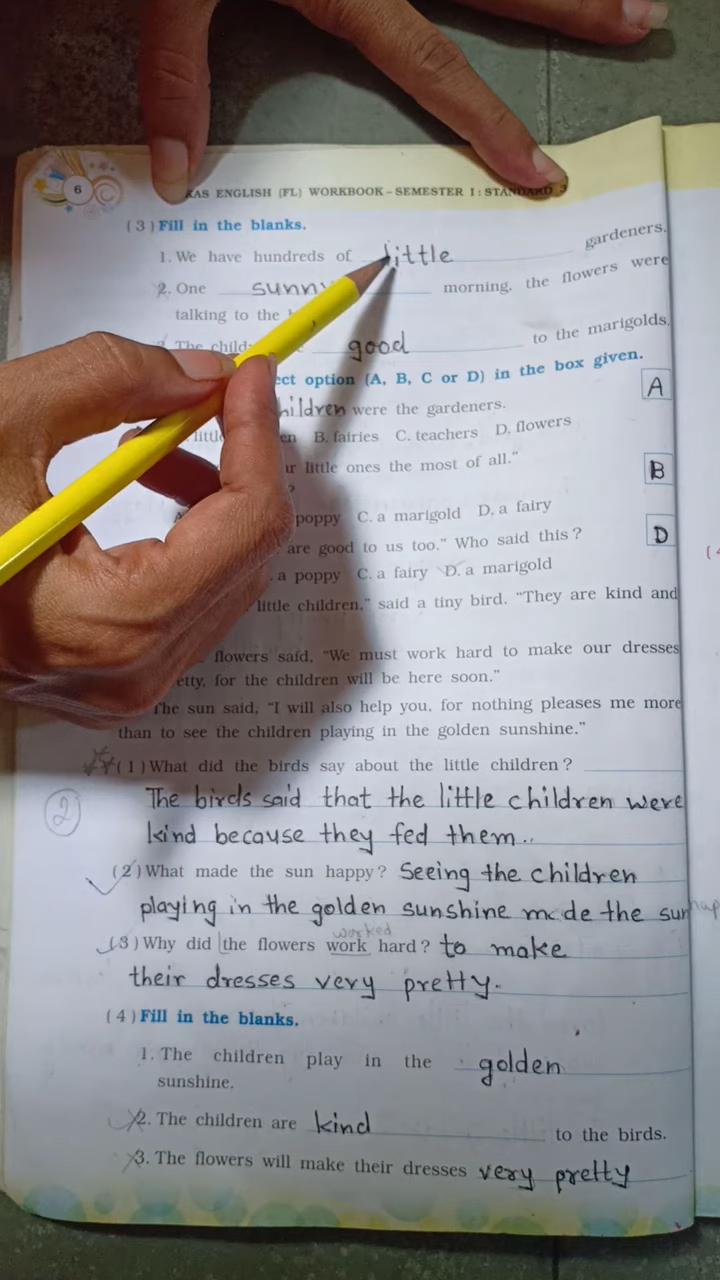 6
KAS ENGLISH (FL) WORKBOOK – SEMESTER I : STANDARD 3
(3) Fill in the blanks.
1. We have hundreds of little gardeners.
2. One sunny morning, the flowers were
talking to the
3. The child good to the marigolds.
ect option (A, B, C or D) in the box given. A
hildren were the gardeners.
little en B. fairies C. teachers D. flowers
r little ones the most of all." B
?
poppy C. a marigold D. a fairy
are good to us too." Who said this? D
a poppy C. a fairy D. a marigold
little children," said a tiny bird. "They are kind and
flowers said, "We must work hard to make our dresses
etty, for the children will be here soon."
The sun said, "I will also help you, for nothing pleases me more
than to see the children playing in the golden sunshine."
(1) What did the birds say about the little children?
2 The birds said that the little children were
kind because they fed them..
(2) What made the sun happy? Seeing the children
playing in the golden sunshine made the sun hap
worked
(3) Why did the flowers work hard? to make
their dresses very pretty.
(4) Fill in the blanks.
1. The children play in the golden
sunshine.
2. The children are kind to the birds.
3. The flowers will make their dresses very pretty